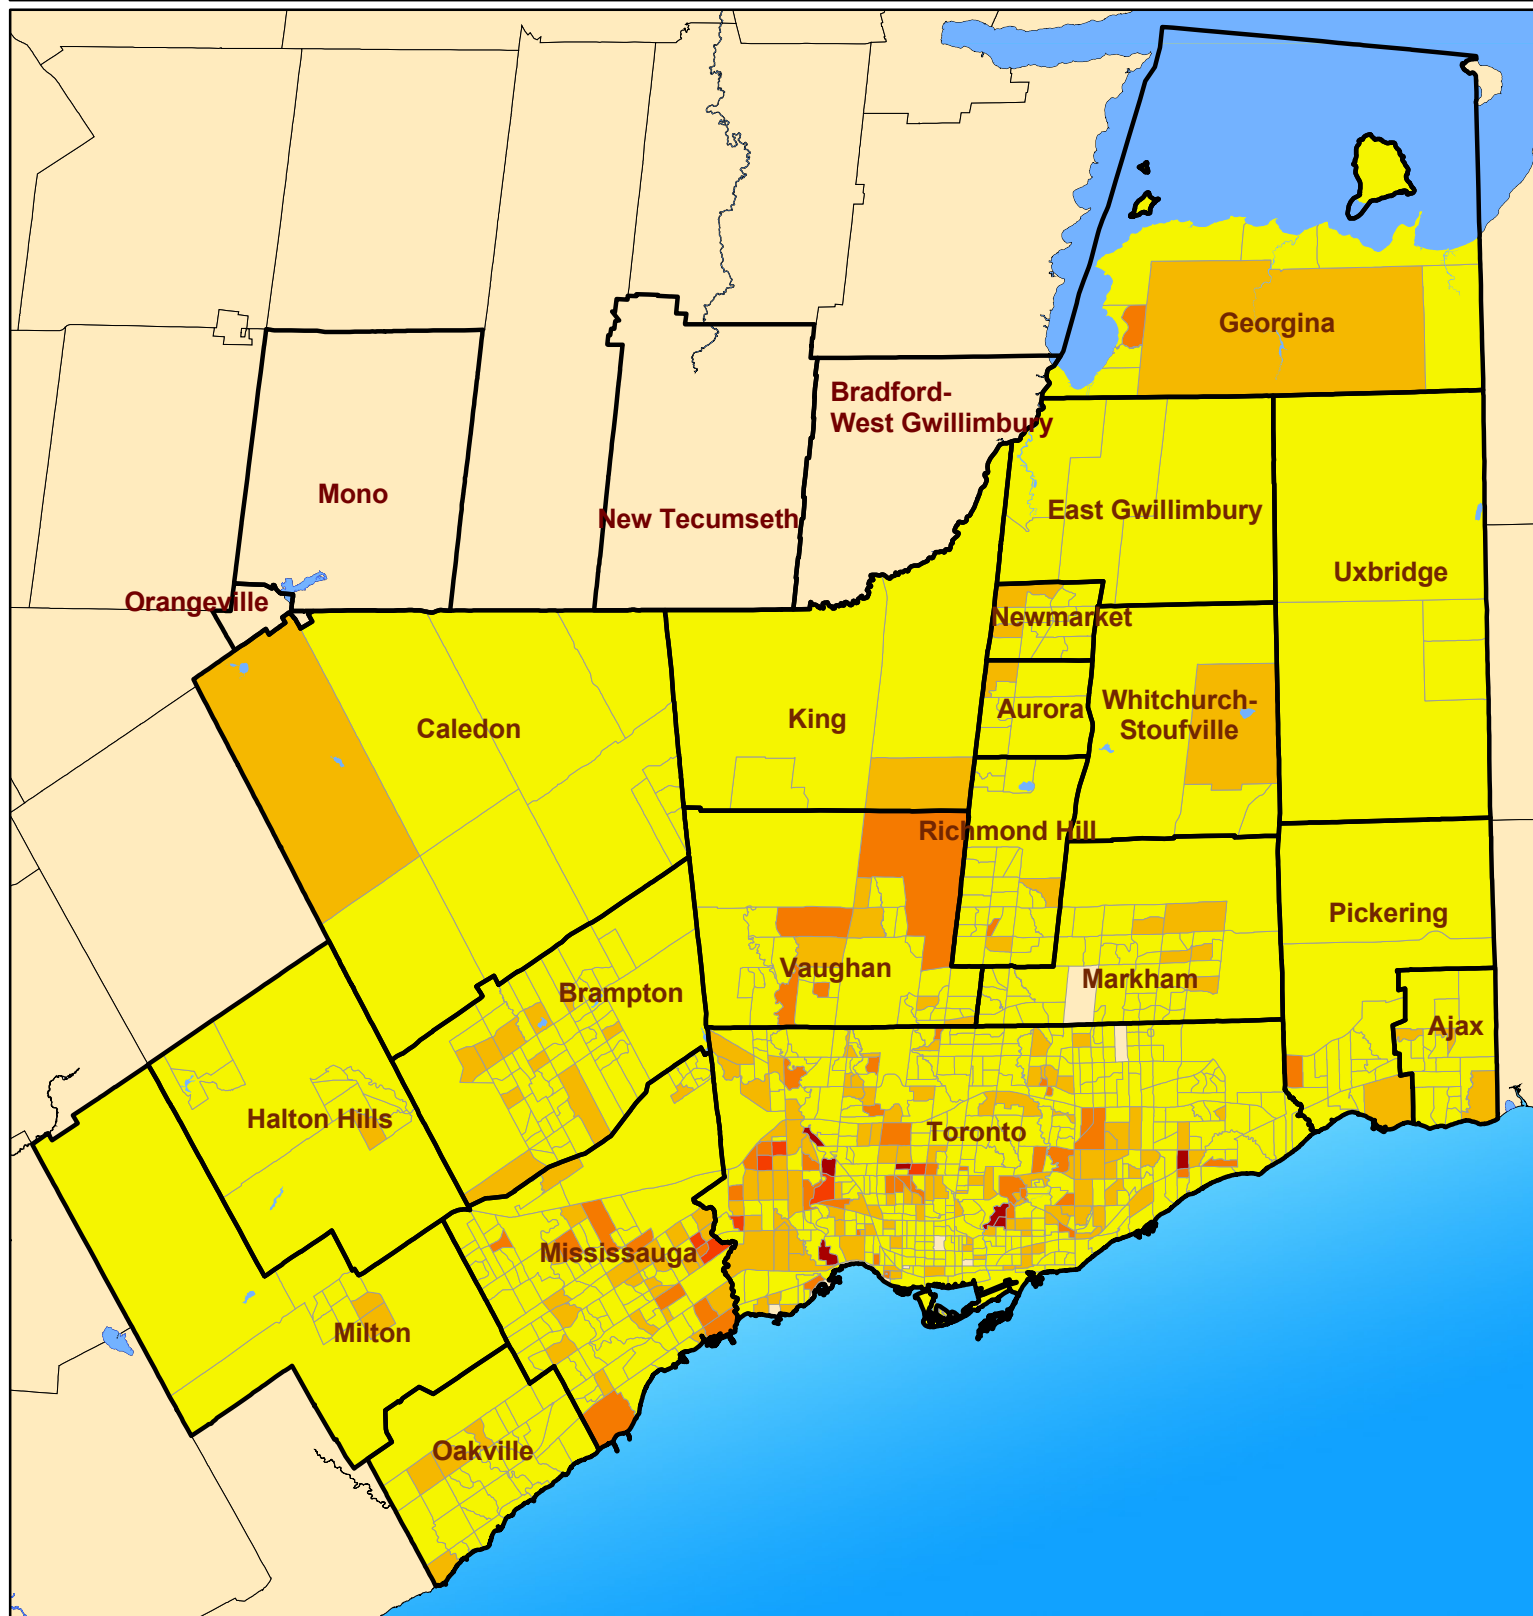 Georgina
Bradford-
West Gwillimbury
Mono
New Tecumseth
East Gwillimbury
Uxbridge
Orangeville
Newmarket
Caledon
King
Aurora
Whitchurch-
Stoufville
Richmond Hill
Pickering
Vaughan
Markham
Brampton
Ajax
Halton Hills
Toronto
Mississauga
Milton
Oakville